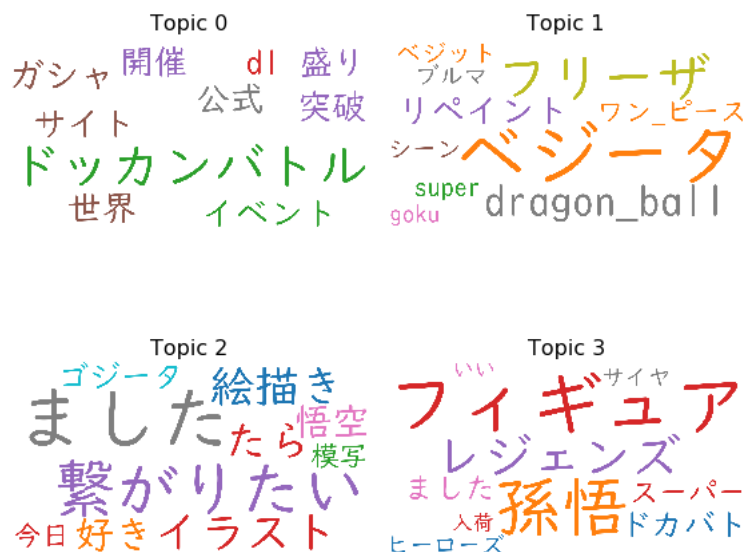 Topic 0
ガシャ 開催 dl 盛り
公式 突破
サイト
ドッカンバトル
世界 イベント
Topic 1
ベジット
ブルマ フリーザ
リペイント ワン_ピース
シーン ベジータ
super dragon_ball
goku
Topic 2
ゴジータ 絵描き
ました たら 悟空
模写
繋がりたい
今日 好き イラスト
Topic 3
いい サイヤ
フィギュア
レジェンズ
ました 孫悟 スーパー
入荷 ドカバト
ヒーローズ